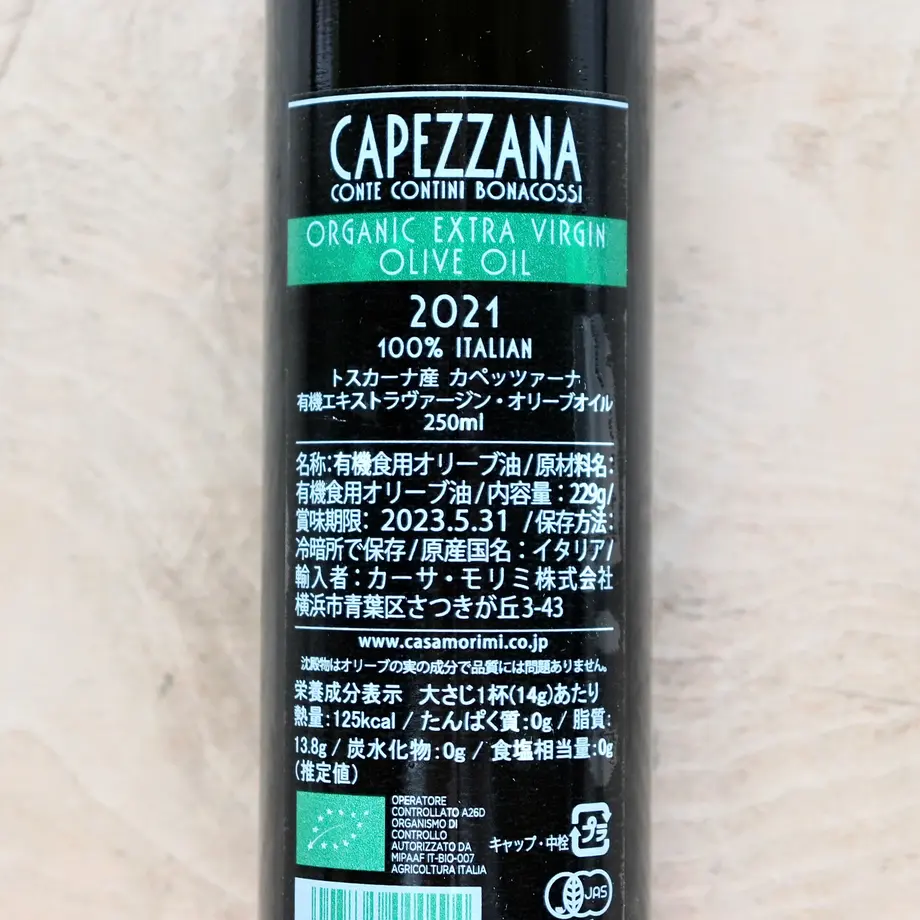 CAPEZZANA
CONTE CONTINI BONACOSSI
ORGANIC EXTRA VIRGIN
OLIVE OIL
2021
100% ITALIAN
トスカーナ産 カペッツァーナ
有機エキストラヴァージン・オリーブオイル
250ml
名称:有機食用オリーブ油/原材料名:
有機食用オリーブ油/内容量:229g/
賞味期限: 2023.5.31 /保存方法:
冷暗所で保存/原産国名:イタリア/
輸入者:カーサ・モリミ株式会社
横浜市青葉区さつきが丘3-43
www.casamorimi.co.jp
沈殿物はオリーブの実の成分で品質には問題ありません。
栄養成分表示 大さじ1杯(14g)あたり
熱量:125kcal / たんぱく質:0g / 脂質:
13.8g / 炭水化物:0g / 食塩相当量:0g
(推定値)
OPERATORE
CONTROLLATO A26D
ORGANISMO DI
CONTROLLO
AUTORIZZATO DA
MIPAAF IT-BIO-007
AGRICOLTURA ITALIA
キャップ・中栓
プラ
JAS